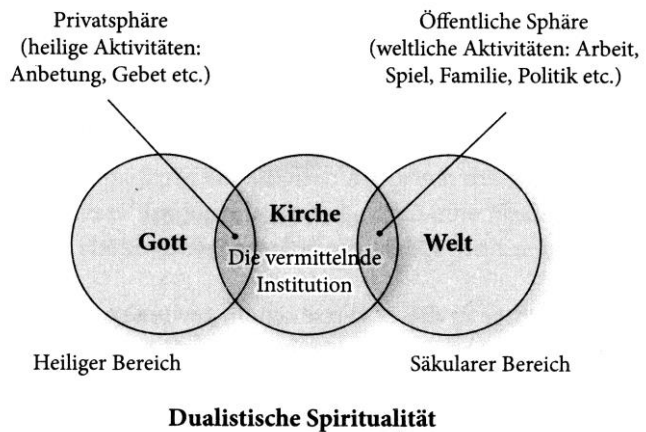 Privatsphäre
(heilige Aktivitäten:
Anbetung, Gebet etc.)
Öffentliche Sphäre
(weltliche Aktivitäten: Arbeit,
Spiel, Familie, Politik etc.)
Gott
Kirche
Die vermittelnde
Institution
Welt
Heiliger Bereich
Säkularer Bereich
Dualistische Spiritualität